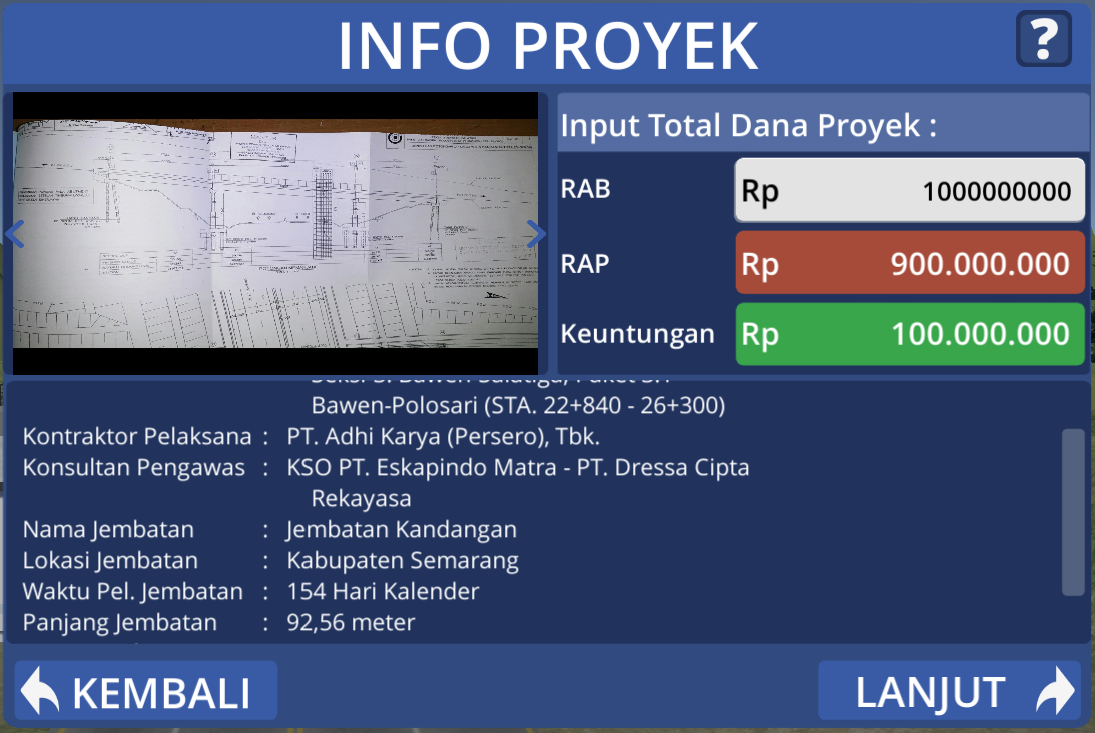 INFO PROYEK
?
Input Total Dana Proyek :
RAB Rp 1000000000
RAP Rp 900.000.000
Keuntungan Rp 100.000.000
Bawen-Polosari (STA. 22+840 - 26+300)
Kontraktor Pelaksana : PT. Adhi Karya (Persero), Tbk.
Konsultan Pengawas : KSO PT. Eskapindo Matra - PT. Dressa Cipta
Rekayasa
Nama Jembatan : Jembatan Kandangan
Lokasi Jembatan : Kabupaten Semarang
Waktu Pel. Jembatan : 154 Hari Kalender
Panjang Jembatan : 92,56 meter
KEMBALI
LANJUT